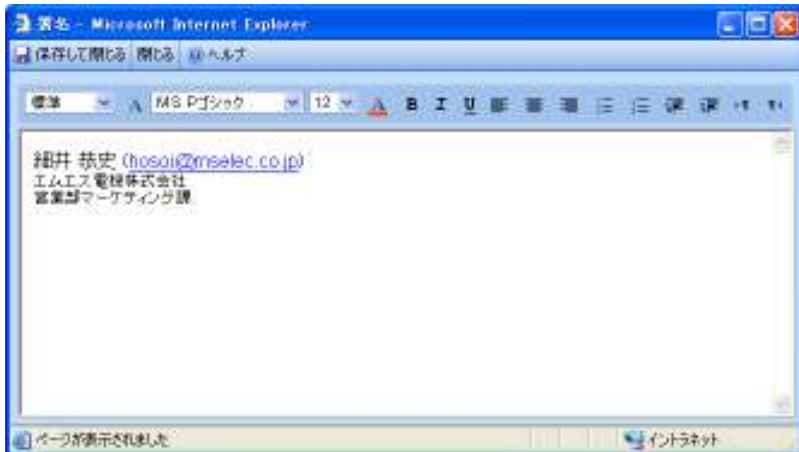 署名 - Microsoft Internet Explorer
保存して閉じる 閉じる ヘルプ
標準 A MS Pゴシック 12 A B I U
細井 恭史 (hosoi@mselec.co.jp)
エムエス電機株式会社
営業部マーケティング課
ページが表示されました イントラネット